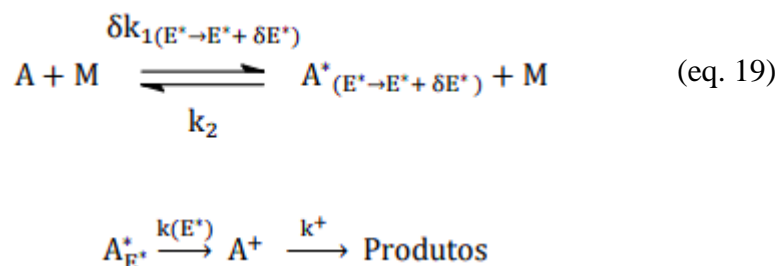 δk₁(E*→E*+ δE*)
A + M ⇌ A*(E*→E*+ δE*) + M (eq. 19)
k₂
k(E*) k⁺
A*E* → A⁺ → Produtos